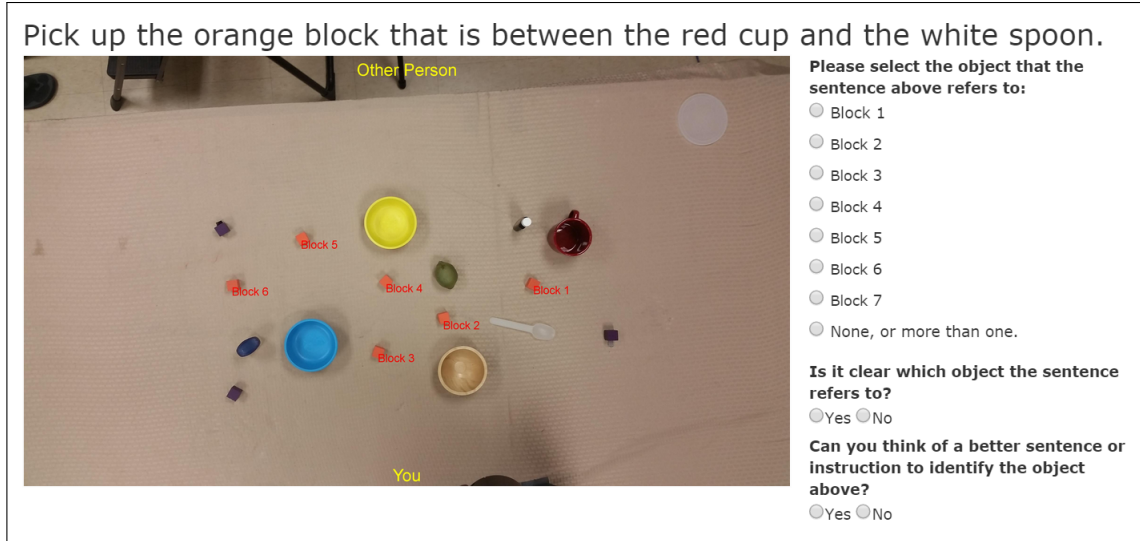 Pick up the orange block that is between the red cup and the white spoon.
Other Person
Block 5
Block 6
Block 4
Block 1
Block 2
Block 3
You
Please select the object that the
sentence above refers to:
Block 1
Block 2
Block 3
Block 4
Block 5
Block 6
Block 7
None, or more than one.
Is it clear which object the sentence
refers to?
Yes No
Can you think of a better sentence or
instruction to identify the object
above?
Yes No